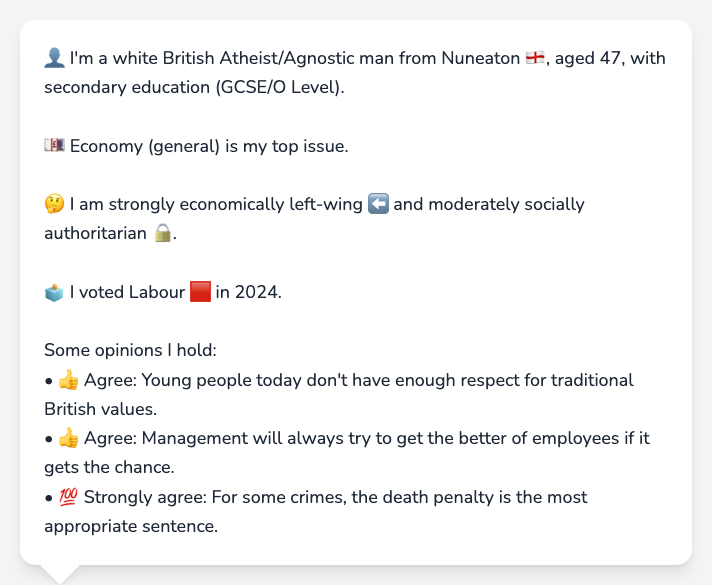 👤 I'm a white British Atheist/Agnostic man from Nuneaton 🏴󠁧󠁢󠁥󠁮󠁧󠁿, aged 47, with
secondary education (GCSE/O Level).
💷 Economy (general) is my top issue.
🤔 I am strongly economically left-wing ⬅️ and moderately socially
authoritarian 🔒.
🗳️ I voted Labour 🟥 in 2024.
Some opinions I hold:
• 👍 Agree: Young people today don't have enough respect for traditional
British values.
• 👍 Agree: Management will always try to get the better of employees if it
gets the chance.
• 💯 Strongly agree: For some crimes, the death penalty is the most
appropriate sentence.